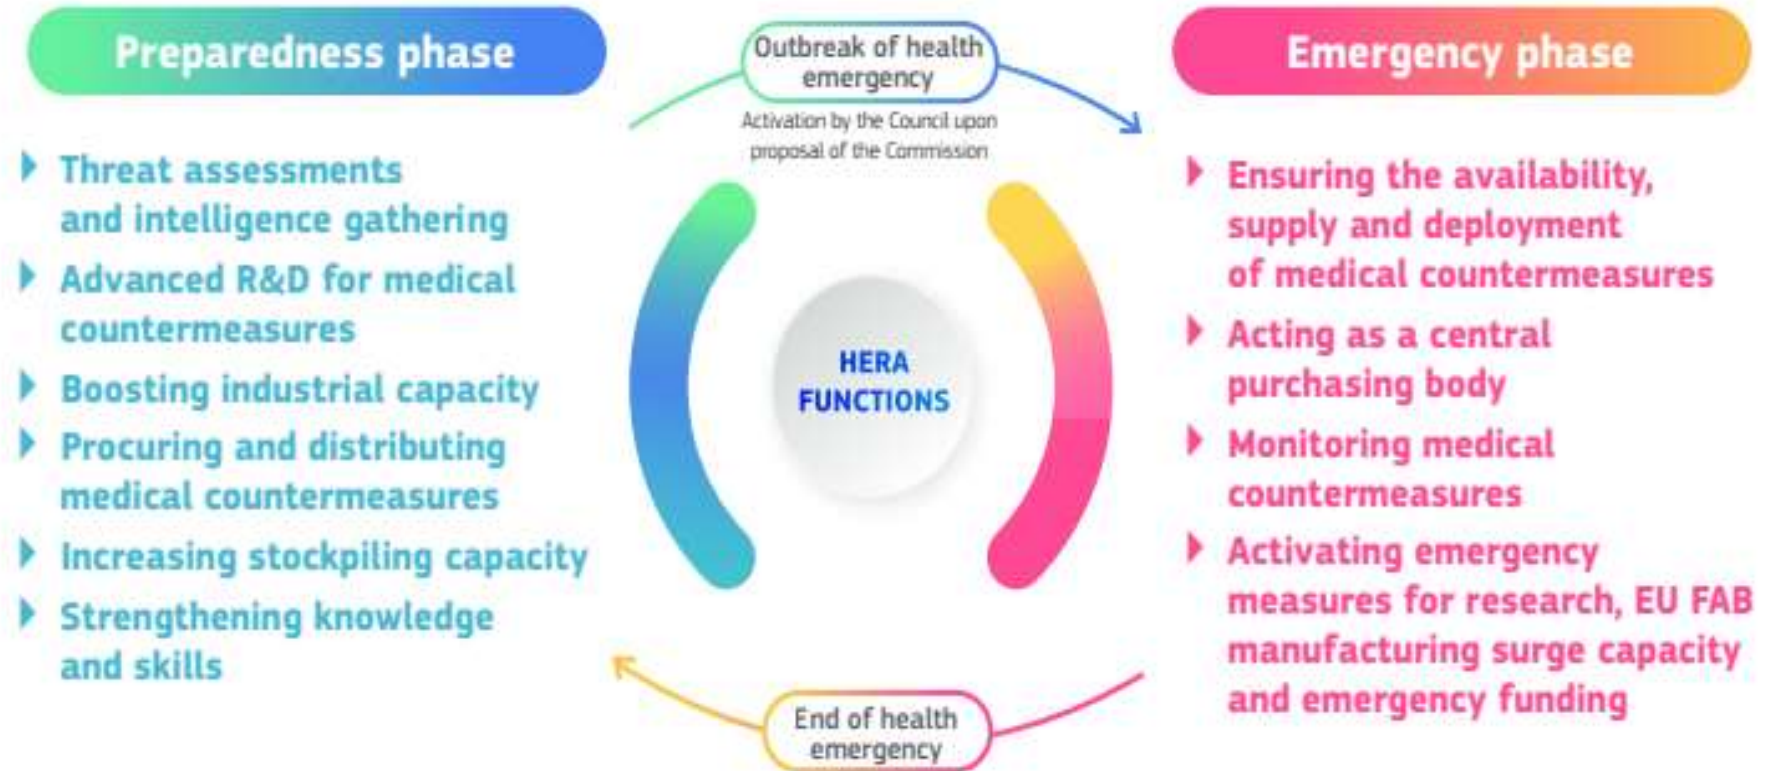 Preparedness phase
Threat assessments
and intelligence gathering
Advanced R&D for medical
countermeasures
Boosting industrial capacity
Procuring and distributing
medical countermeasures
Increasing stockpiling capacity
Strengthening knowledge
and skills
Outbreak of health
emergency
Activation by the Council upon
proposal of the Commission
HERA
FUNCTIONS
End of health
emergency
Emergency phase
Ensuring the availability,
supply and deployment
of medical countermeasures
Acting as a central
purchasing body
Monitoring medical
countermeasures
Activating emergency
measures for research, EU FAB
manufacturing surge capacity
and emergency funding